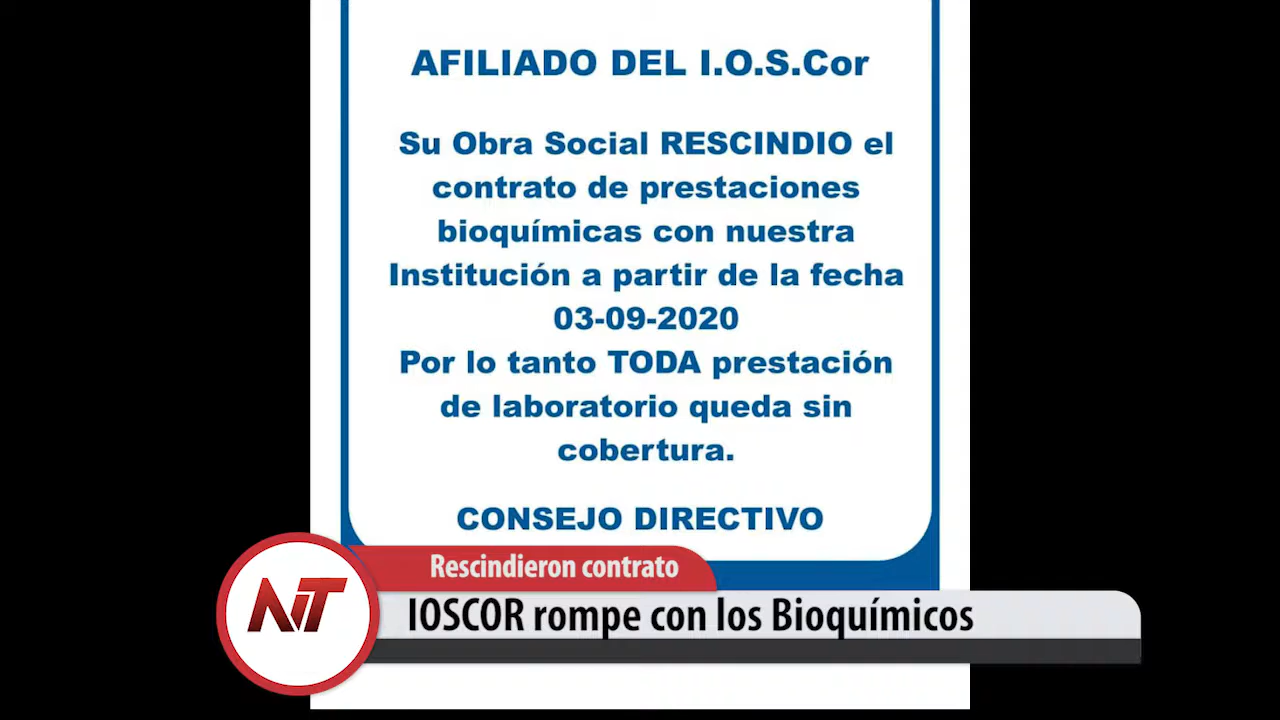 AFILIADO DEL I.O.S.Cor
Su Obra Social RESCINDIO el
contrato de prestaciones
bioquímicas con nuestra
Institución a partir de la fecha
03-09-2020
Por lo tanto TODA prestación
de laboratorio queda sin
cobertura.
CONSEJO DIRECTIVO
Rescindieron contrato
NT
IOSCOR rompe con los Bioquímicos